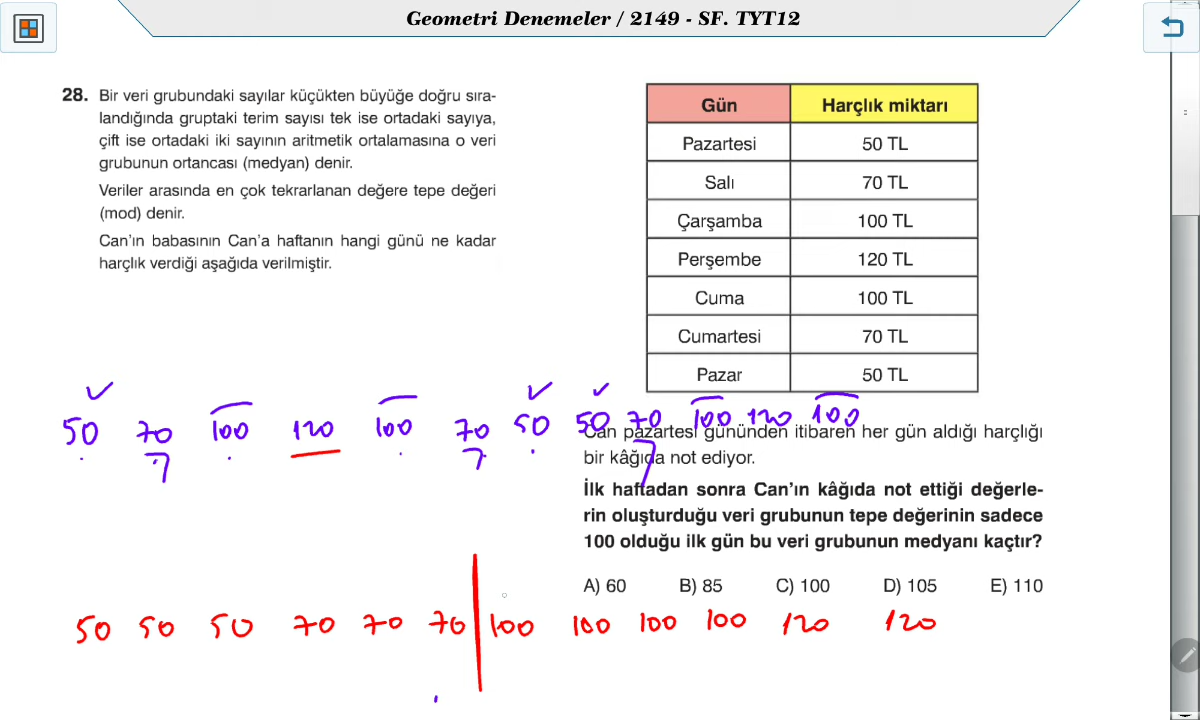 Geometri Denemeler / 2149 - SF. TYT12
28. Bir veri grubundaki sayılar küçükten büyüğe doğru sıra-
landığında gruptaki terim sayısı tek ise ortadaki sayıya,
çift ise ortadaki iki sayının aritmetik ortalamasına o veri
grubunun ortancası (medyan) denir.
Veriler arasında en çok tekrarlanan değere tepe değeri
(mod) denir.
Can'ın babasının Can'a haftanın hangi günü ne kadar
harçlık verdiği aşağıda verilmiştir.
Gün Harçlık miktarı
Pazartesi 50 TL
Salı 70 TL
Çarşamba 100 TL
Perşembe 120 TL
Cuma 100 TL
Cumartesi 70 TL
Pazar 50 TL
50 70 100 120 100 70 50 50 70 100 120 100
7 7 7
Can pazartesi gününden itibaren her gün aldığı harçlığı
bir kâğıda not ediyor.
İlk haftadan sonra Can'ın kâğıda not ettiği değerle-
rin oluşturduğu veri grubunun tepe değerinin sadece
100 olduğu ilk gün bu veri grubunun medyanı kaçtır?
A) 60 B) 85 C) 100 D) 105 E) 110
50 50 50 70 70 70 100 100 100 100 120 120